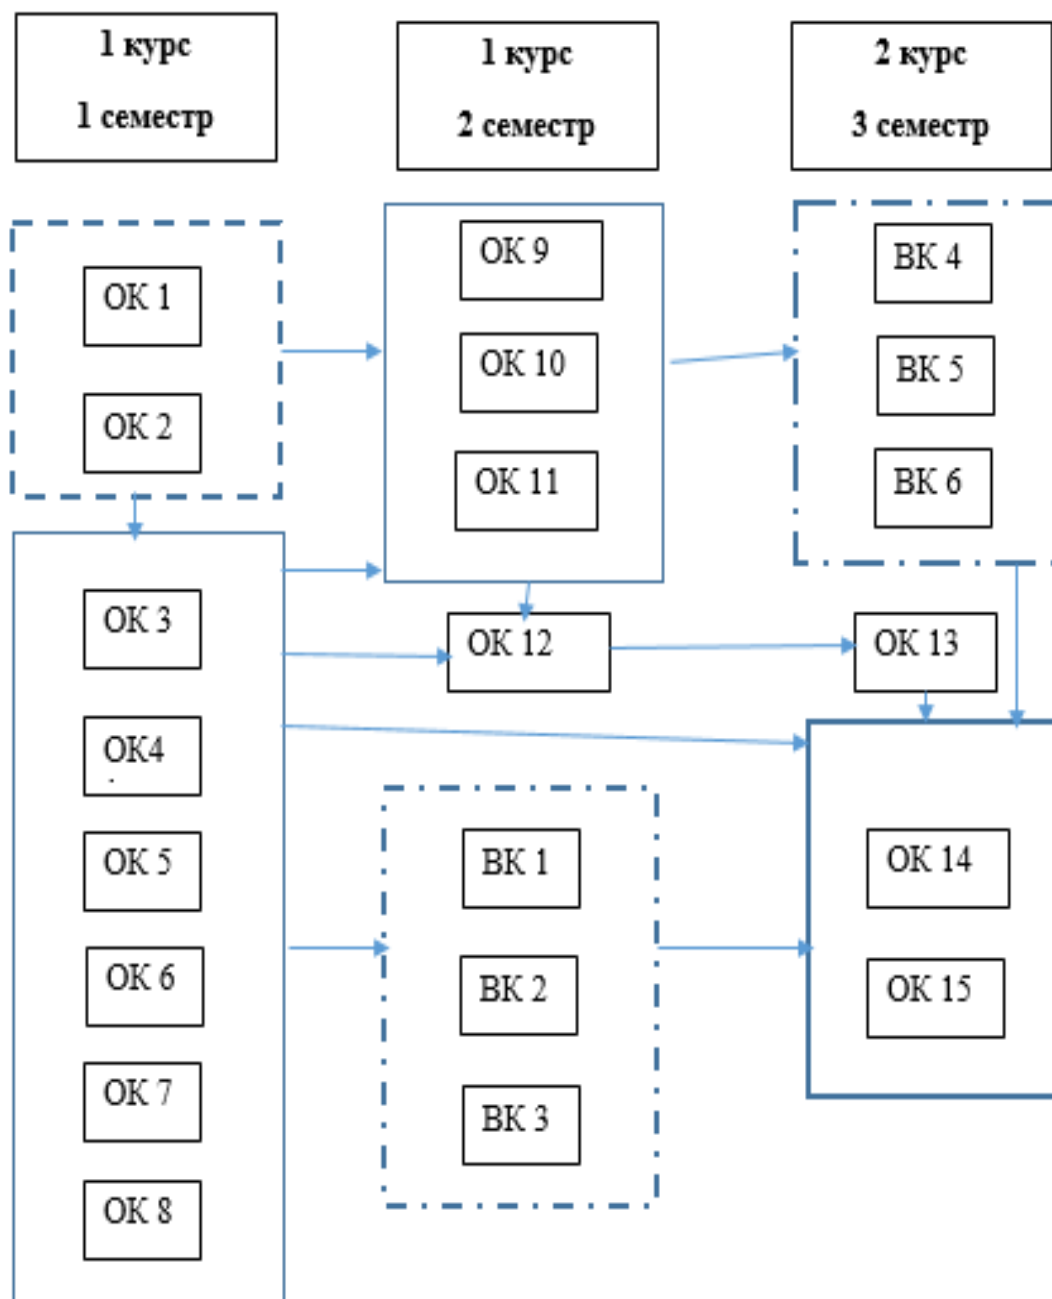 1 курс
1 семестр
1 курс
2 семестр
2 курс
3 семестр
ОК 1
ОК 2
ОК 3
ОК4
ОК 5
ОК 6
ОК 7
ОК 8
ОК 9
ОК 10
ОК 11
ОК 12
ВК 1
ВК 2
ВК 3
ВК 4
ВК 5
ВК 6
ОК 13
ОК 14
ОК 15